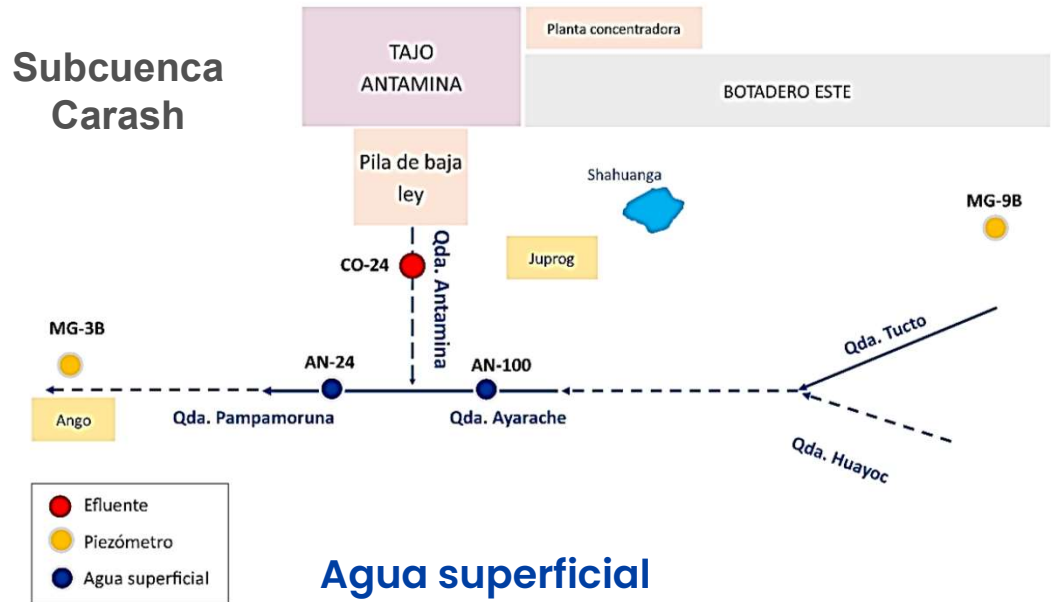 Subcuenca
Carash
TAJO
ANTAMINA
Planta concentradora
BOTADERO ESTE
Pila de baja
ley
Shahuanga
MG-9B
Qda. Antamina
CO-24
Juprog
MG-3B
AN-24
AN-100
Qda. Tucto
Ango
Qda. Pampamoruna
Qda. Ayarache
Qda. Huayoc
Efluente
Piezómetro
Agua superficial
Agua superficial